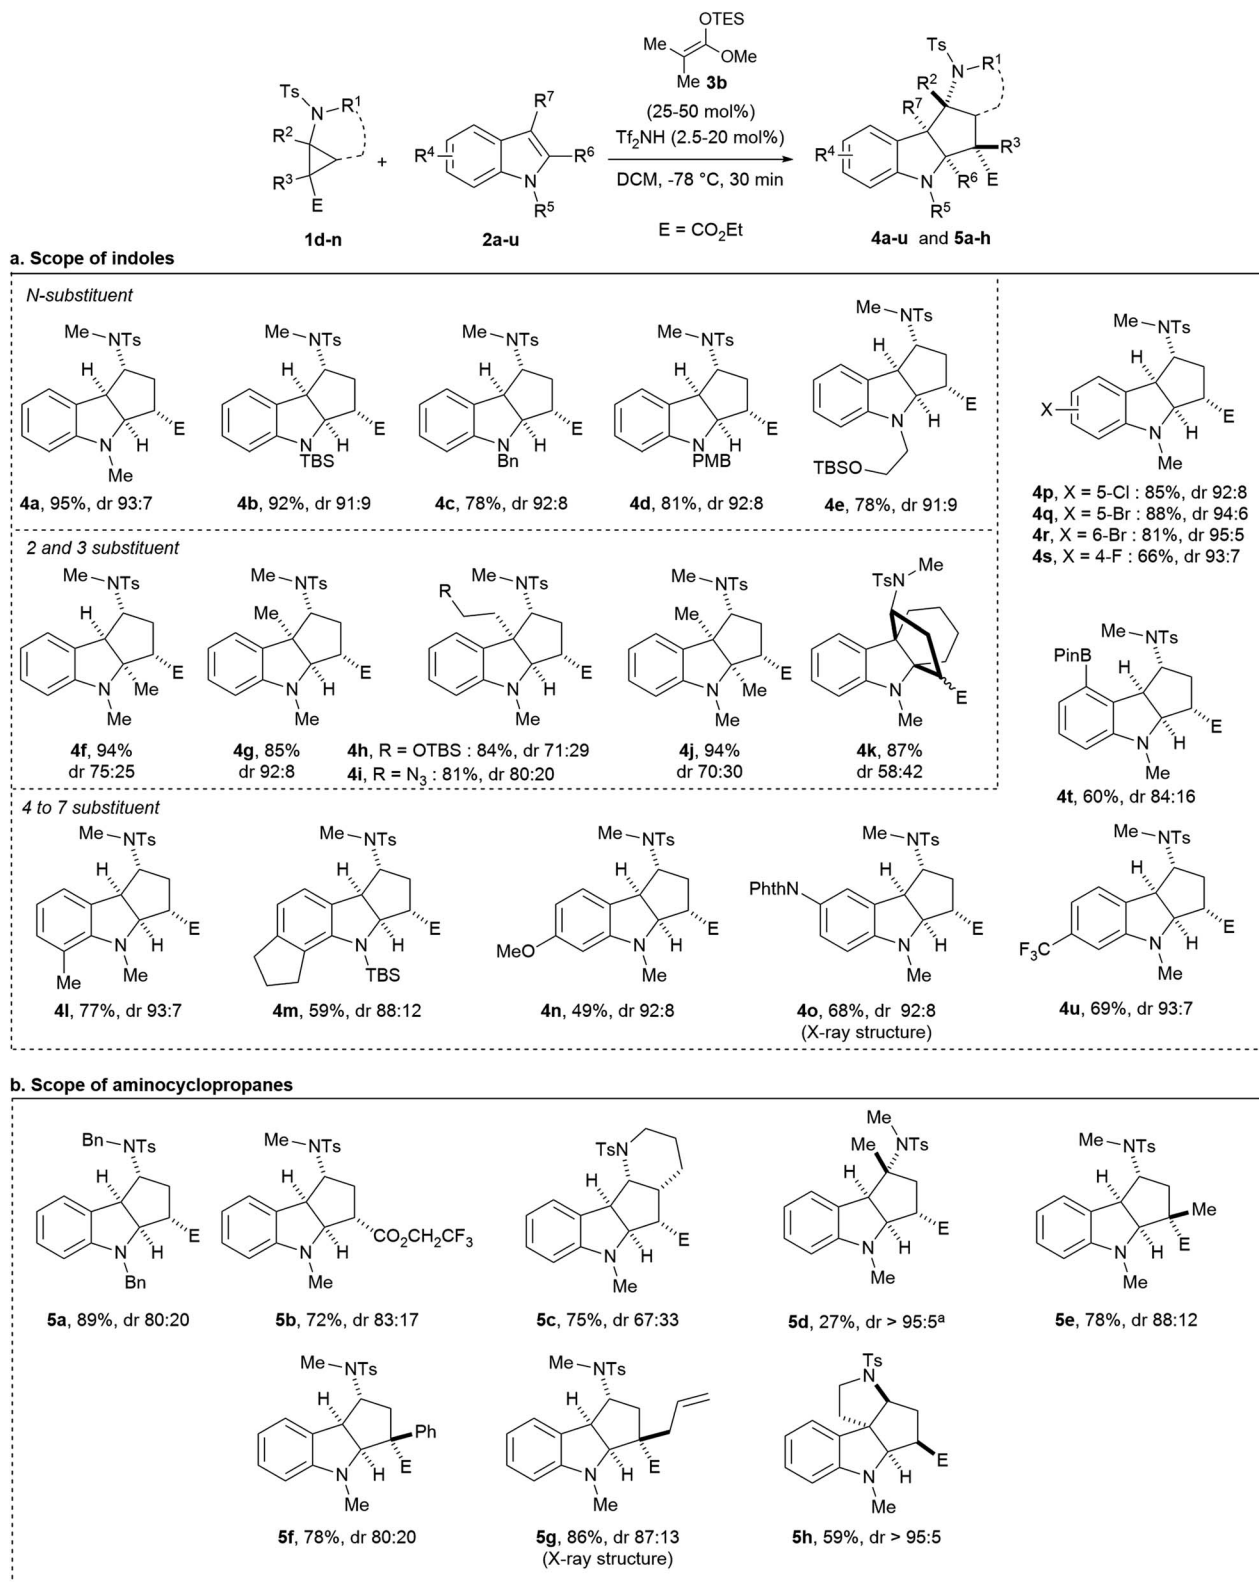 OTES
Me
OMe
Me 3b
(25-50 mol%)
Tf2NH (2.5-20 mol%)
DCM, -78 °C, 30 min
E = CO2Et
Ts
N
R1
R2
R3
E
1d-n
+
R7
R4
R6
N
R5
2a-u
Ts
N
R1
R2
R7
R3
R4
R6
E
N
R5
4a-u and 5a-h
a. Scope of indoles
N-substituent
Me
NTs
H
E
N
H
Me
4a, 95%, dr 93:7
Me
NTs
H
E
N
H
TBS
4b, 92%, dr 91:9
Me
NTs
H
E
N
H
Bn
4c, 78%, dr 92:8
Me
NTs
H
E
N
H
PMB
4d, 81%, dr 92:8
Me
NTs
H
E
N
H
TBSO
4e, 78%, dr 91:9
Me
NTs
H
X
E
N
H
Me
4p, X = 5-Cl : 85%, dr 92:8
4q, X = 5-Br : 88%, dr 94:6
4r, X = 6-Br : 81%, dr 95:5
4s, X = 4-F : 66%, dr 93:7
2 and 3 substituent
Me
NTs
H
E
N
Me
Me
4f, 94%
dr 75:25
Me
NTs
Me
E
N
H
Me
4g, 85%
dr 92:8
R
Me
NTs
E
N
H
Me
4h, R = OTBS : 84%, dr 71:29
4i, R = N3 : 81%, dr 80:20
Me
NTs
Me
E
N
Me
Me
4j, 94%
dr 70:30
TsN
Me
N
E
Me
4k, 87%
dr 58:42
Me
NTs
PinB
H
E
N
H
Me
4t, 60%, dr 84:16
4 to 7 substituent
Me
NTs
H
E
N
H
Me
Me
4l, 77%, dr 93:7
Me
NTs
H
E
N
H
TBS
4m, 59%, dr 88:12
Me
NTs
H
E
MeO
N
H
Me
4n, 49%, dr 92:8
Me
NTs
PhthN
H
E
N
H
Me
4o, 68%, dr 92:8
(X-ray structure)
Me
NTs
H
E
F3C
N
H
Me
4u, 69%, dr 93:7
b. Scope of aminocyclopropanes
Bn
NTs
H
E
N
H
Bn
5a, 89%, dr 80:20
Me
NTs
H
CO2CH2CF3
N
H
Me
5b, 72%, dr 83:17
TsN
H
E
N
H
Me
5c, 75%, dr 67:33
Me
Me
NTs
H
E
N
H
Me
5d, 27%, dr > 95:5a
Me
NTs
H
Me
E
N
H
Me
5e, 78%, dr 88:12
Me
NTs
H
Ph
E
N
H
Me
5f, 78%, dr 80:20
Me
NTs
H
E
N
H
Me
5g, 86%, dr 87:13
(X-ray structure)
Ts
N
E
N
H
Me
5h, 59%, dr > 95:5